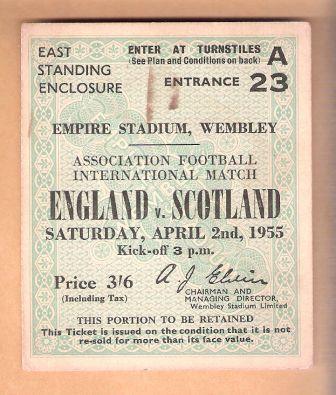 EAST
STANDING
ENCLOSURE
ENTER AT TURNSTILES
(See Plan and Conditions on back)
A
ENTRANCE 23
EMPIRE STADIUM, WEMBLEY
ASSOCIATION FOOTBALL
INTERNATIONAL MATCH
ENGLAND v. SCOTLAND
SATURDAY, APRIL 2nd, 1955
Kick-off 3 p.m.
Price 3/6
(Including Tax)
A. J. Elvin
CHAIRMAN AND
MANAGING DIRECTOR,
Wembley Stadium Limited
THIS PORTION TO BE RETAINED
This Ticket is issued on the condition that it is not
re-sold for more than its face value.